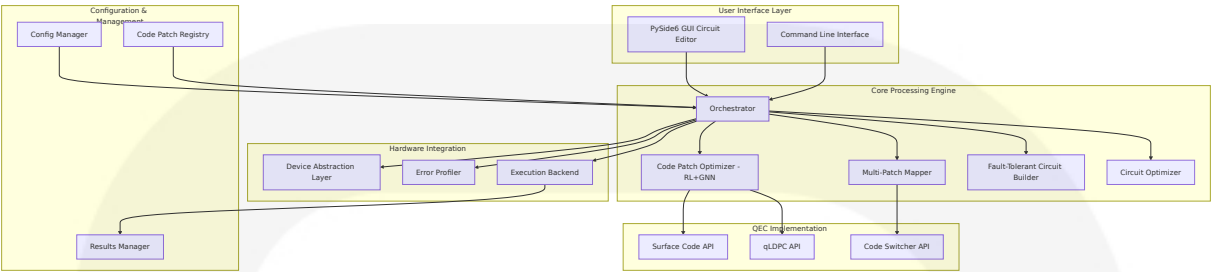 Configuration &
Management
Config Manager
Code Patch Registry
Results Manager
User Interface Layer
PySide6 GUI Circuit
Editor
Command Line Interface
Core Processing Engine
Orchestrator
Code Patch Optimizer -
RL+GNN
Multi-Patch Mapper
Fault-Tolerant Circuit
Builder
Circuit Optimizer
Hardware Integration
Device Abstraction
Layer
Error Profiler
Execution Backend
QEC Implementation
Surface Code API
qLDPC API
Code Switcher API